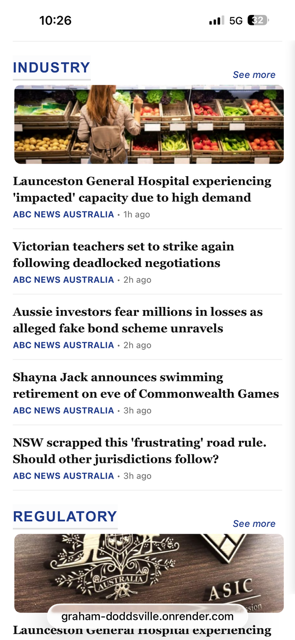 10:26
5G
32
INDUSTRY
See more
Launceston General Hospital experiencing
'impacted' capacity due to high demand
ABC NEWS AUSTRALIA • 1h ago
Victorian teachers set to strike again
following deadlocked negotiations
ABC NEWS AUSTRALIA • 2h ago
Aussie investors fear millions in losses as
alleged fake bond scheme unravels
ABC NEWS AUSTRALIA • 2h ago
Shayna Jack announces swimming
retirement on eve of Commonwealth Games
ABC NEWS AUSTRALIA • 3h ago
NSW scrapped this 'frustrating' road rule.
Should other jurisdictions follow?
ABC NEWS AUSTRALIA • 3h ago
REGULATORY
See more
AUSTRALIA
ASIC
graham-doddsville.onrender.com
Launceston General Hospital experiencing